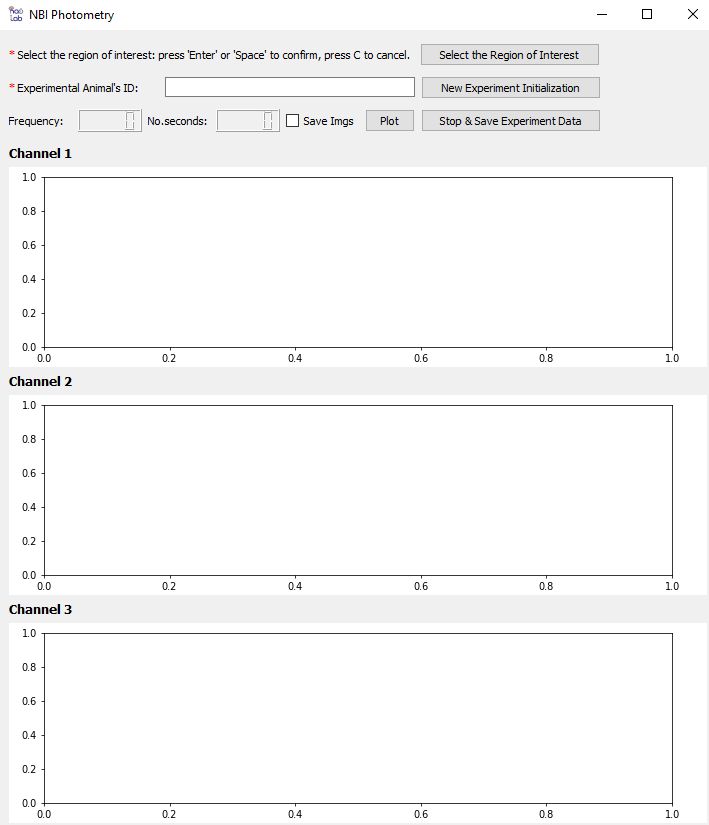 NBI Photometry
* Select the region of interest: press 'Enter' or 'Space' to confirm, press C to cancel. Select the Region of Interest
* Experimental Animal's ID: New Experiment Initialization
Frequency: 0 No.seconds: 0 Save Imgs Plot Stop & Save Experiment Data
Channel 1
1.0
0.8
0.6
0.4
0.2
0.0
0.0 0.2 0.4 0.6 0.8 1.0
Channel 2
1.0
0.8
0.6
0.4
0.2
0.0
0.0 0.2 0.4 0.6 0.8 1.0
Channel 3
1.0
0.8
0.6
0.4
0.2
0.0
0.0 0.2 0.4 0.6 0.8 1.0